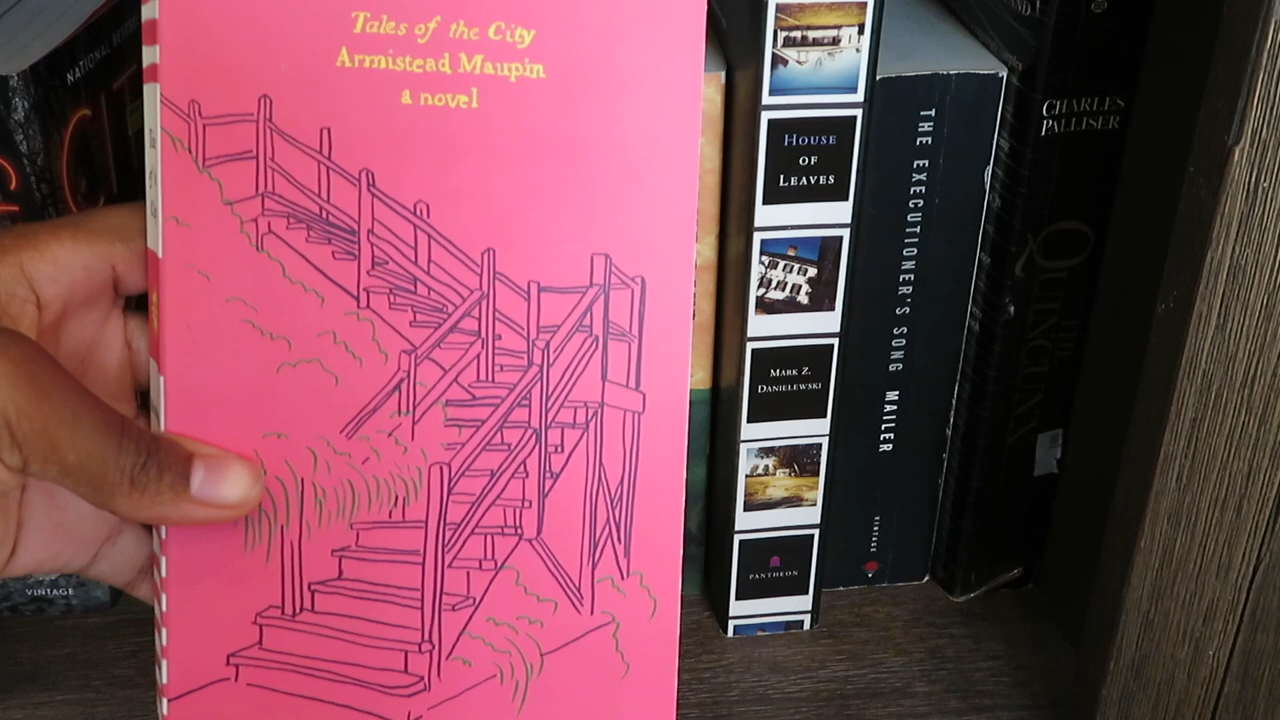 Tales of the City
Armistead Maupin
a novel
NATIONAL
VINTAGE
HOUSE
OF
LEAVES
MARK Z.
DANIELEWSKI
PANTHEON
THE EXECUTIONER'S SONG MAILER
VINTAGE
CHARLES
PALLISER
THE
QUINCUNX